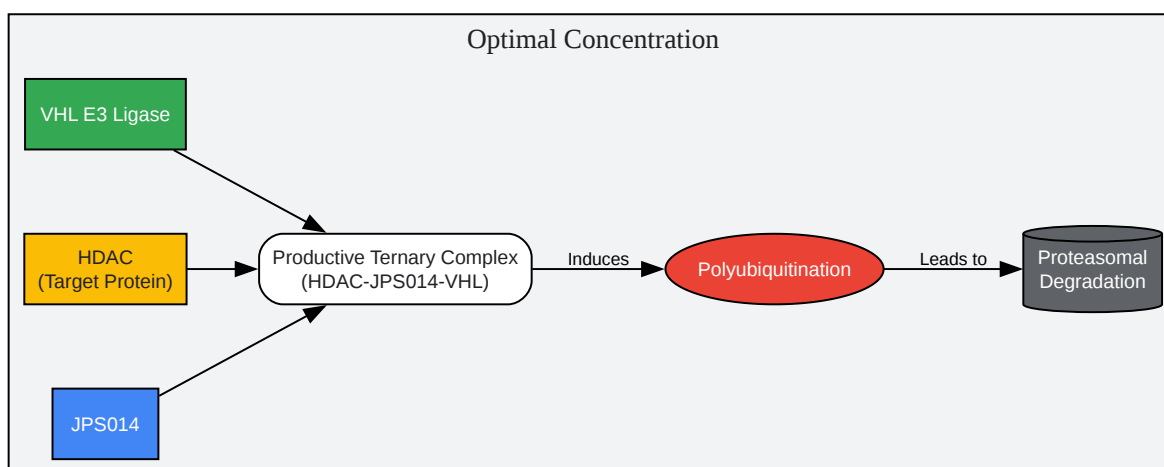 Optimal Concentration
VHL E3 Ligase
HDAC
(Target Protein)
JPS014
Productive Ternary Complex
(HDAC-JPS014-VHL)
Induces
Polyubiquitination
Leads to
Proteasomal
Degradation